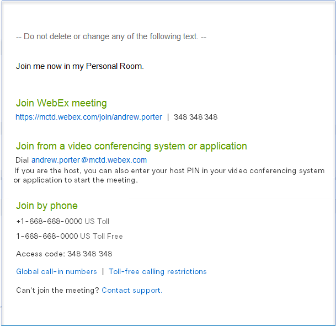 -- Do not delete or change any of the following text. --
Join me now in my Personal Room.
Join WebEx meeting
https://mctd.webex.com/join/andrew.porter | 348 348 348
Join from a video conferencing system or application
Dial andrew.porter@mctd.webex.com
If you are the host, you can also enter your host PIN in your video conferencing system
or application to start the meeting.
Join by phone
+1-668-668-0000 US Toll
1-668-668-0000 US Toll Free
Access code: 348 348 348
Global call-in numbers | Toll-free calling restrictions
Can't join the meeting? Contact support.